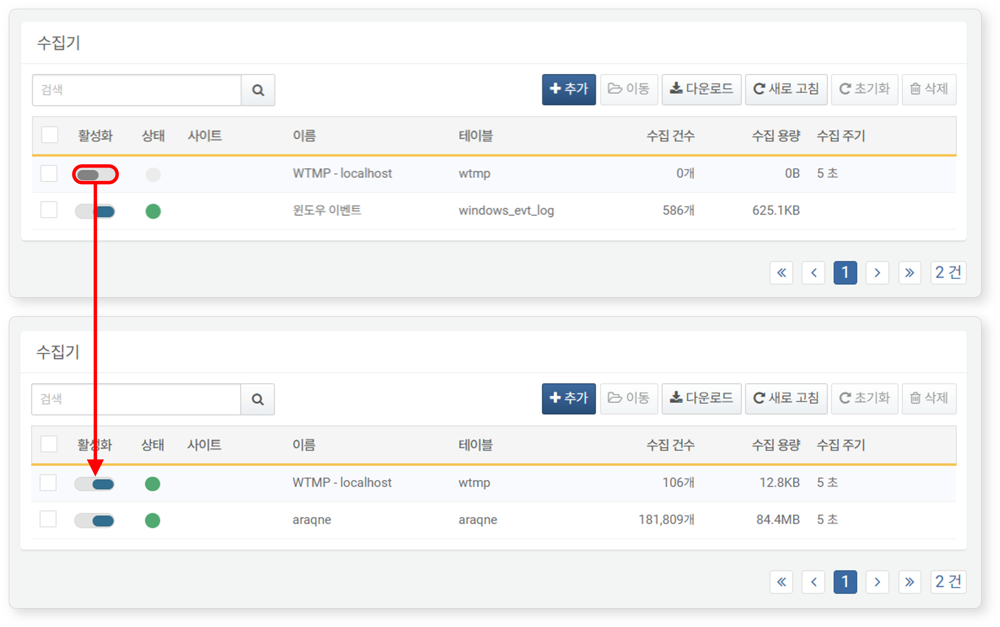 수집기
검색
추가 이동 다운로드 새로 고침 초기화 삭제
활성화 상태 사이트 이름 테이블 수집 건수 수집 용량 수집 주기
WTMP - localhost wtmp 0개 0B 5 초
윈도우 이벤트 windows_evt_log 586개 625.1KB
« ‹ 1 › » 2 건
수집기
검색
추가 이동 다운로드 새로 고침 초기화 삭제
활성화 상태 사이트 이름 테이블 수집 건수 수집 용량 수집 주기
WTMP - localhost wtmp 106개 12.8KB 5 초
araqne araqne 181,809개 84.4MB 5 초
« ‹ 1 › » 2 건